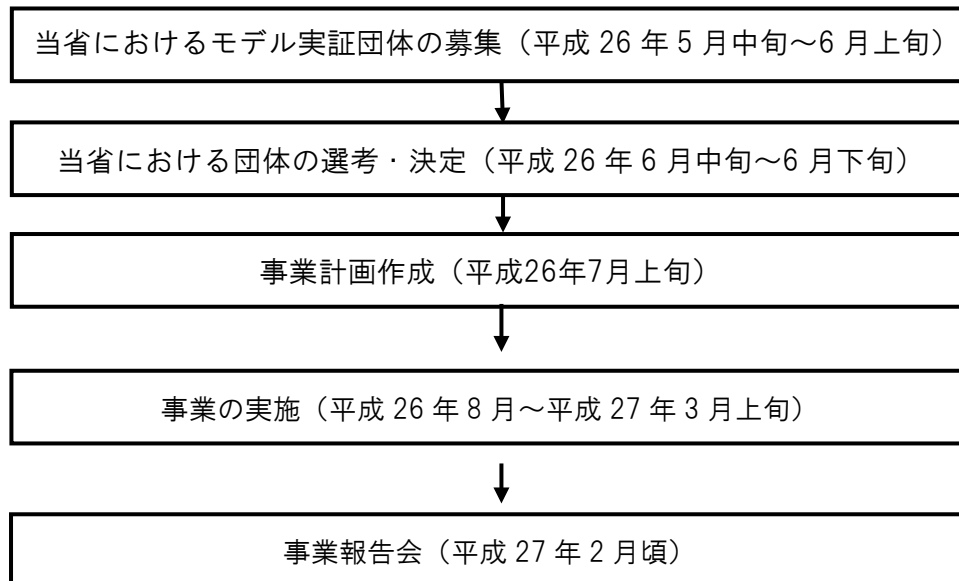 当省におけるモデル実証団体の募集（平成 26 年 5 月中旬～6 月上旬）
当省における団体の選考・決定（平成 26 年 6 月中旬～6 月下旬）
事業計画作成（平成26年7月上旬）
事業の実施（平成 26 年 8 月～平成 27 年 3 月上旬）
事業報告会（平成 27 年 2 月頃）